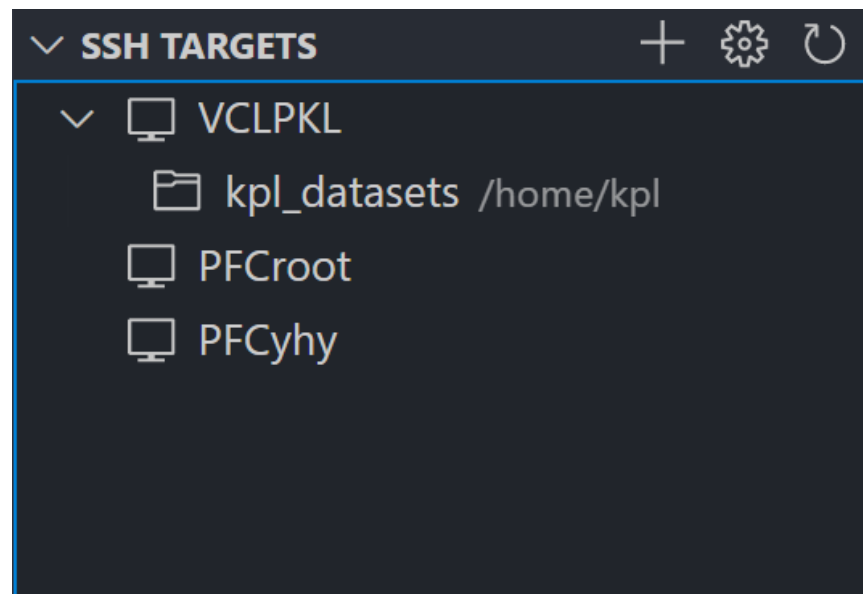 SSH TARGETS
VCLPKL
kpl_datasets /home/kpl
PFCroot
PFCyhy